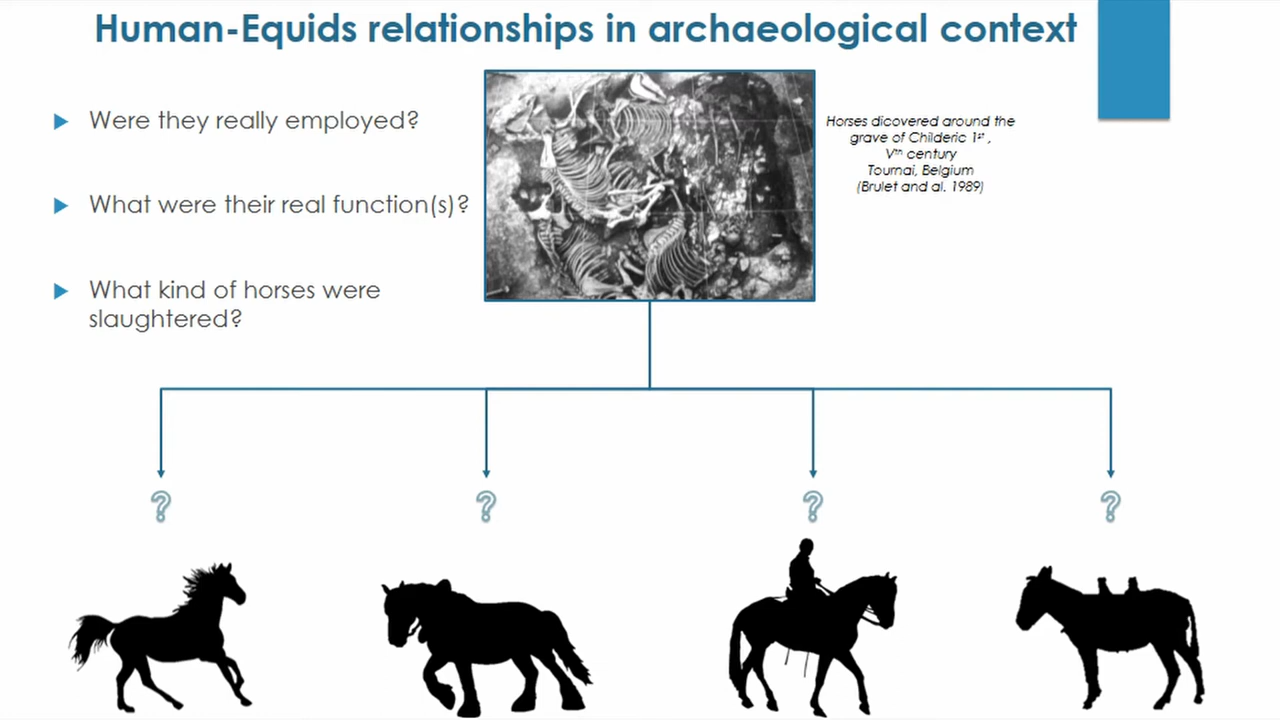 Human-Equids relationships in archaeological context
Were they really employed?
What were their real function(s)?
What kind of horses were
slaughtered?
Horses dicovered around the
grave of Childeric 1st ,
Vth century
Tournai, Belgium
(Brulet and al. 1989)
? ? ? ?